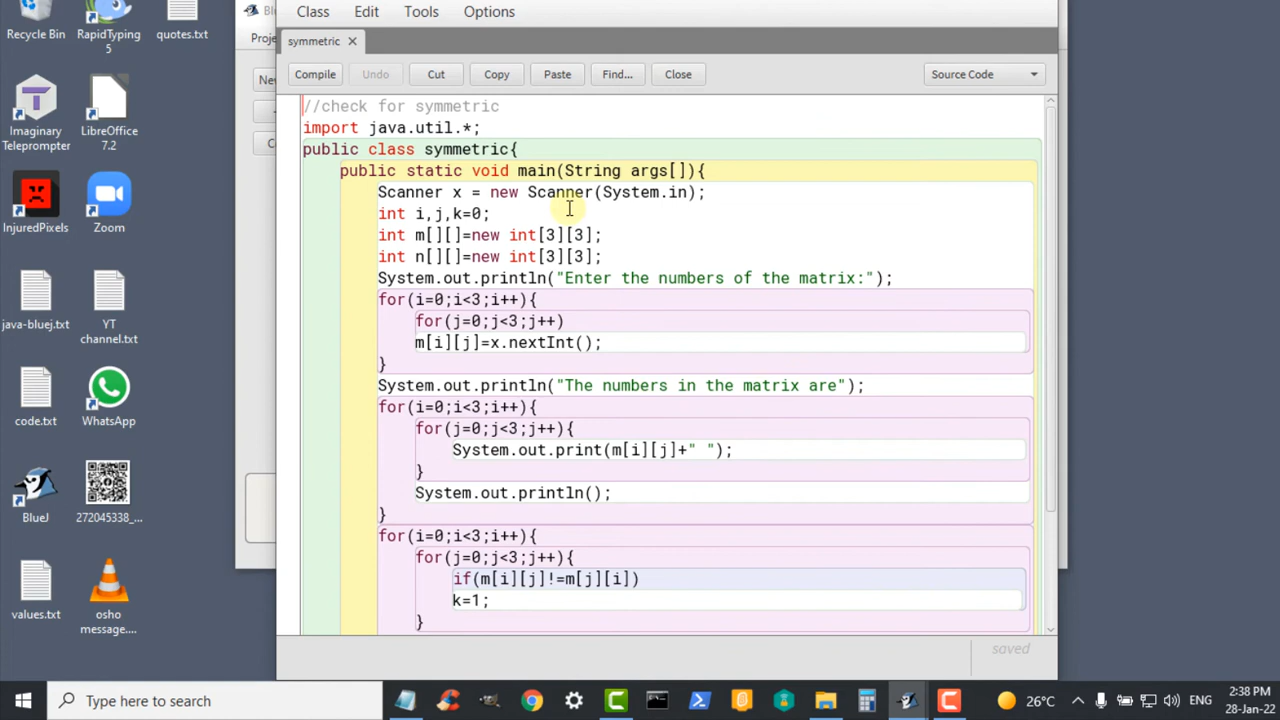 Class Edit Tools Options
Recycle Bin
RapidTyping 5
quotes.txt
symmetric
Compile Undo Cut Copy Paste Find... Close Source Code
Imaginary Teleprompter
LibreOffice 7.2
InjuredPixels
Zoom
java-bluej.txt
YT channel.txt
code.txt
WhatsApp
BlueJ
272045338_...
values.txt
osho message....
//check for symmetric
import java.util.*;
public class symmetric{
public static void main(String args[]){
Scanner x = new Scanner(System.in);
int i,j,k=0;
int m[][]=new int[3][3];
int n[][]=new int[3][3];
System.out.println("Enter the numbers of the matrix:");
for(i=0;i<3;i++){
for(j=0;j<3;j++)
m[i][j]=x.nextInt();
}
System.out.println("The numbers in the matrix are");
for(i=0;i<3;i++){
for(j=0;j<3;j++){
System.out.print(m[i][j]+" ");
}
System.out.println();
}
for(i=0;i<3;i++){
for(j=0;j<3;j++){
if(m[i][j]!=m[j][i])
k=1;
}
saved
Type here to search
26°C
ENG
2:38 PM
28-Jan-22